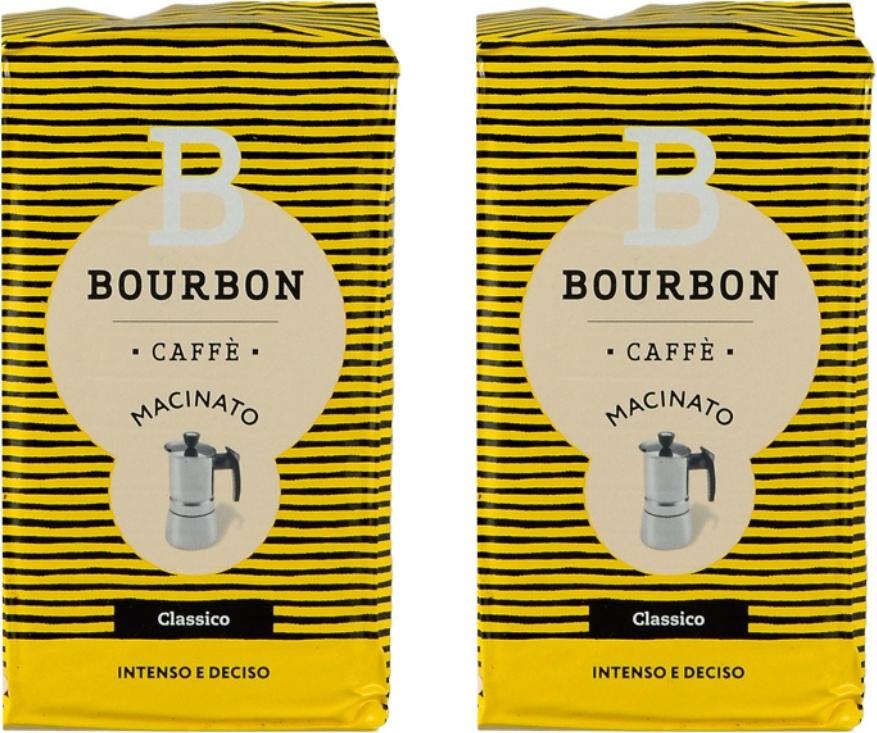 B
BOURBON
· CAFFÈ ·
MACINATO
Classico
INTENSO E DECISO
B
BOURBON
· CAFFÈ ·
MACINATO
Classico
INTENSO E DECISO